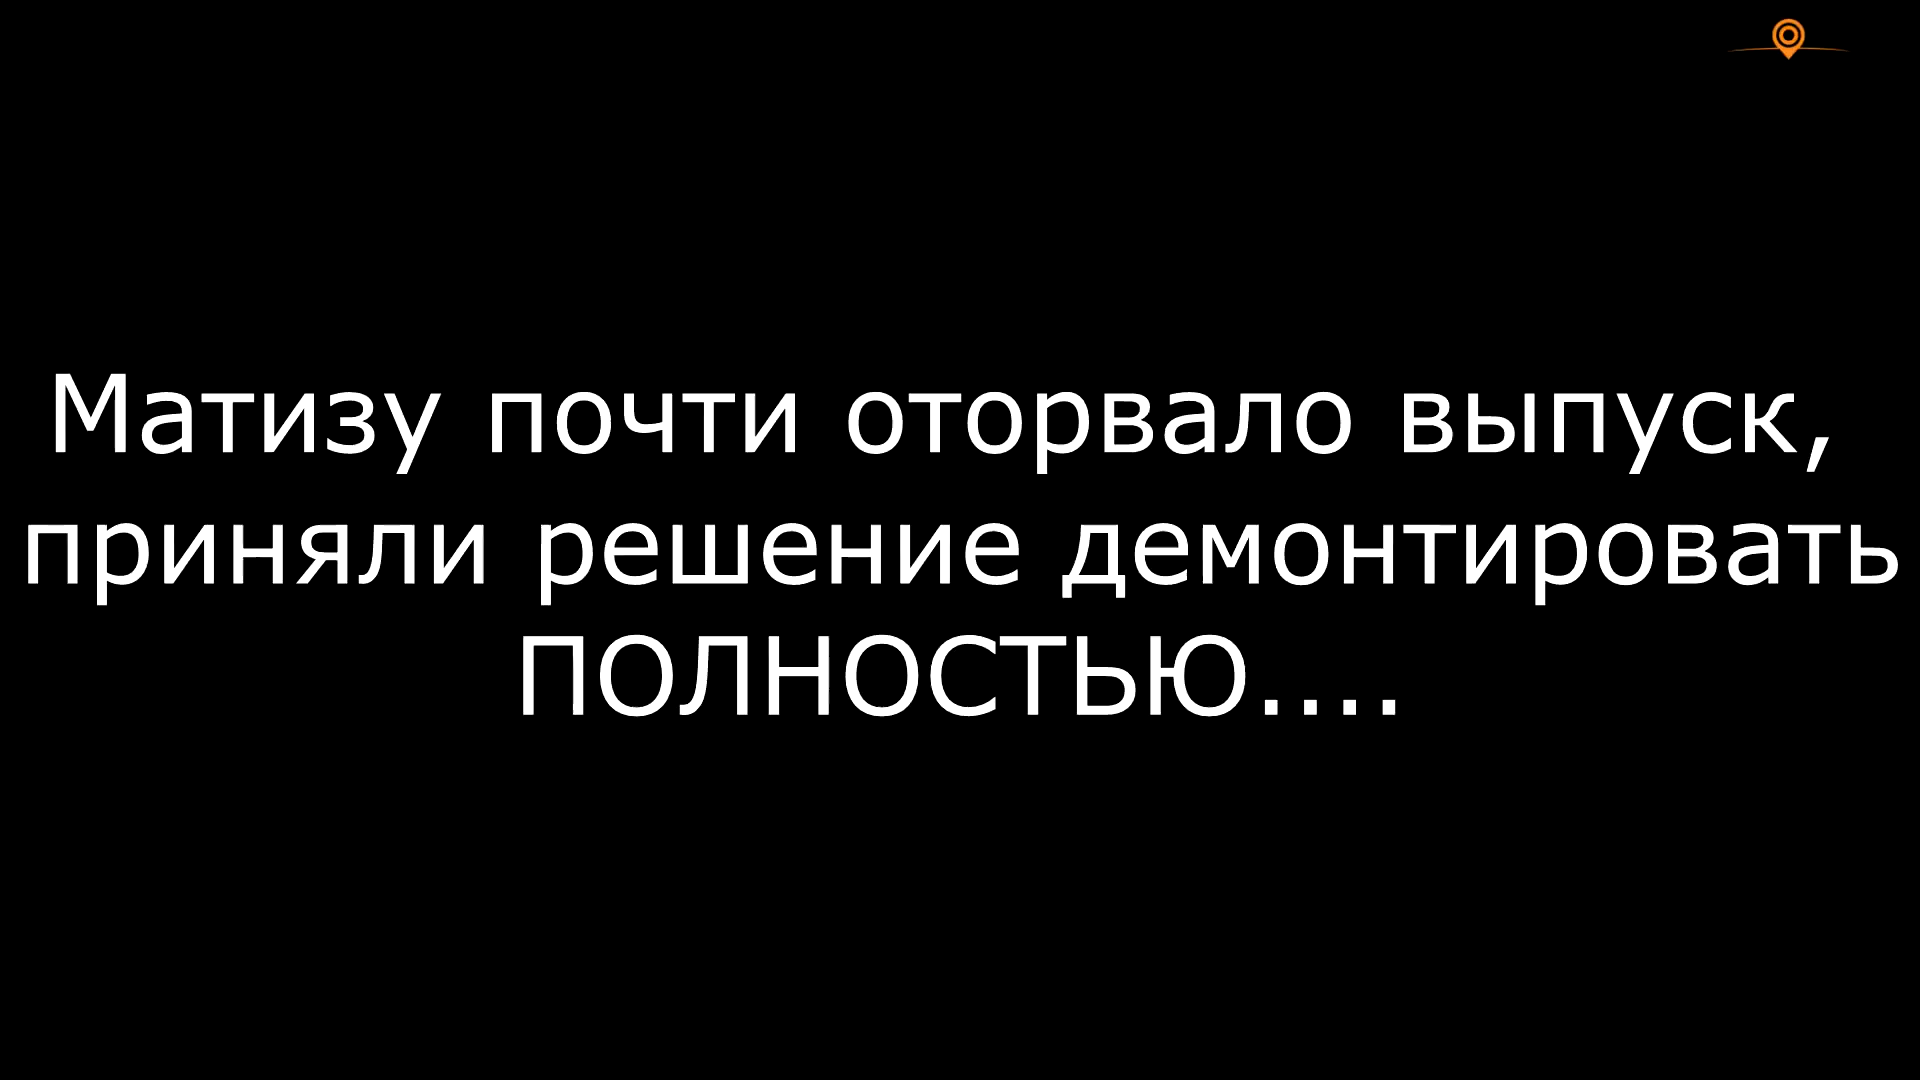 Матизу почти оторвало выпуск,
приняли решение демонтировать
ПОЛНОСТЬЮ....